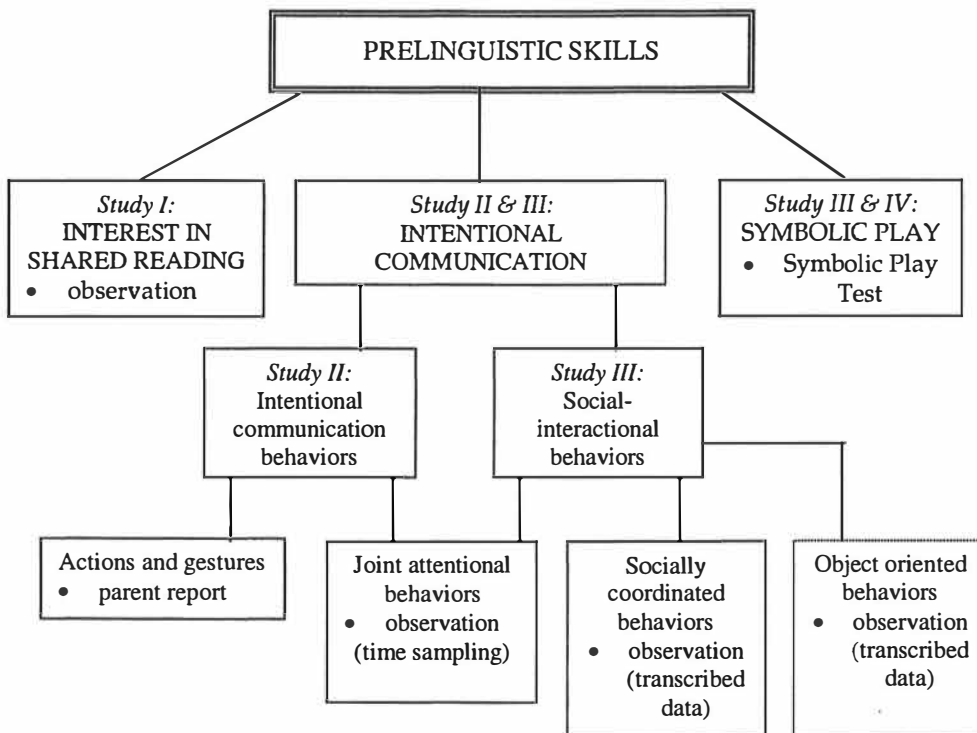 PRELINGUISTIC SKILLS
Study I:
INTEREST IN
SHARED READING
• observation
Study II & III:
INTENTIONAL
COMMUNICATION
Study III & IV:
SYMBOLIC PLAY
• Symbolic Play
Test
Study II:
Intentional
communication
behaviors
Study III:
Social-
interactional
behaviors
Actions and gestures
• parent report
Joint attentional
behaviors
• observation
(time sampling)
Socially
coordinated
behaviors
• observation
(transcribed
data)
Object oriented
behaviors
• observation
(transcribed
data)